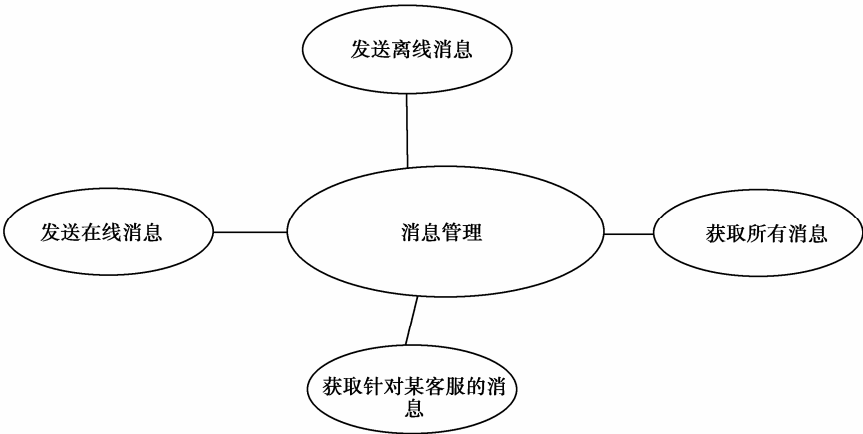 发送离线消息
发送在线消息
消息管理
获取所有消息
获取针对某客服的消
息